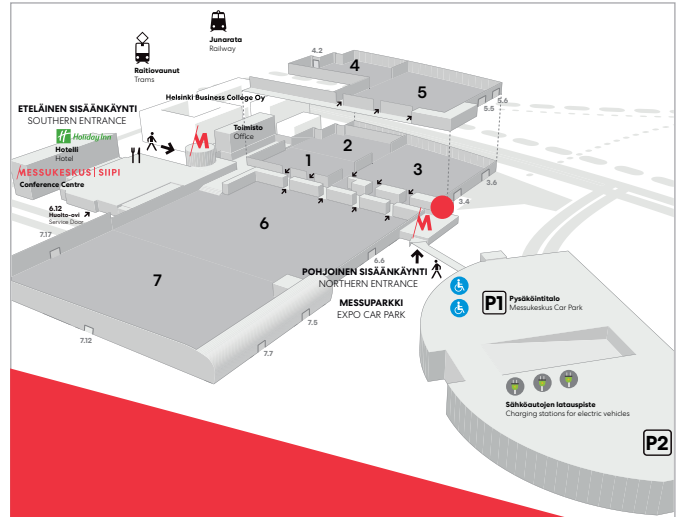 Junarata
Railway
Raitiovaunut
Trams
4.2
4
5
5.5
5.6
Helsinki Business College Oy
ETELÄINEN SISÄÄNKÄYNTI
SOUTHERN ENTRANCE
Holiday Inn
Hotelli
Hotel
MESSUKESKUS | SIIPI
Conference Centre
M
Toimisto
Office
1
2
3
3.6
3.4
6.12
Huolto-ovi
Service Door
7.17
6
M
6.6
7
POHJOINEN SISÄÄNKÄYNTI
NORTHERN ENTRANCE
MESSUPARKKI
EXPO CAR PARK
P1
Pysäköintitalo
Messukeskus Car Park
7.5
7.7
7.12
Sähköautojen latauspiste
Charging stations for electric vehicles
P2